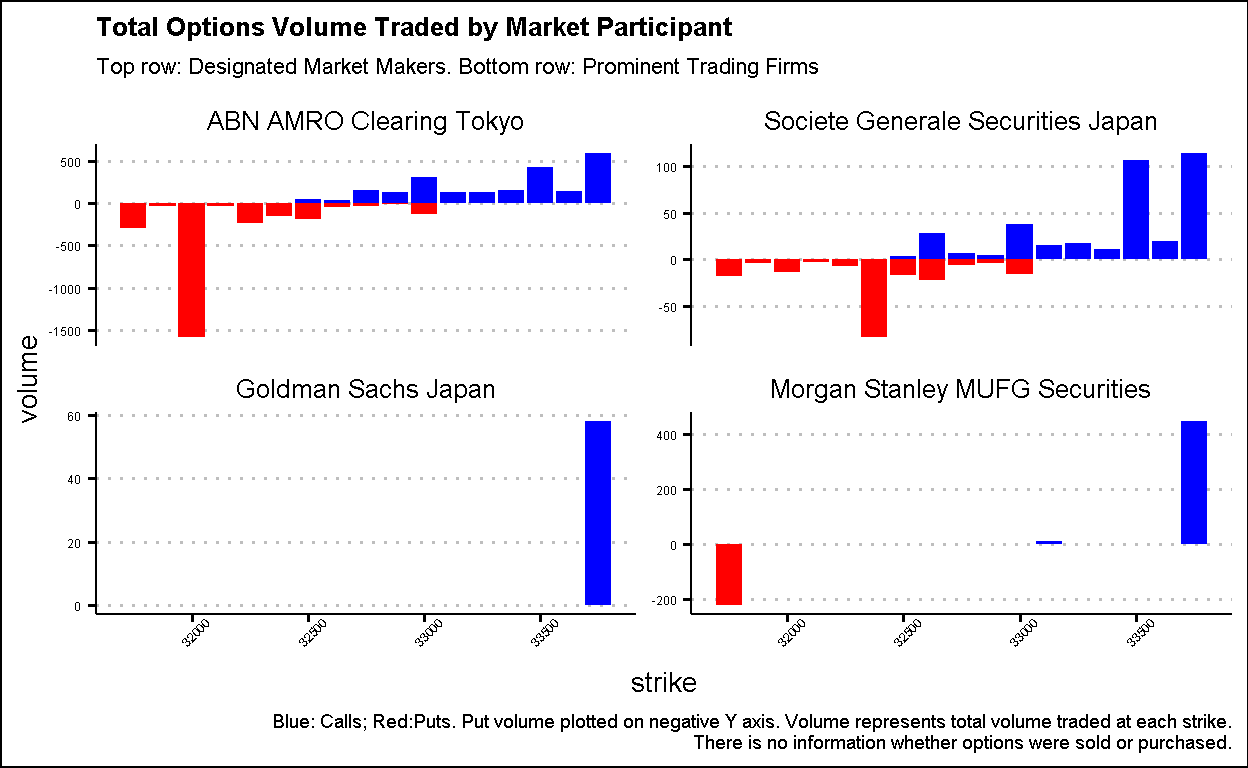 Total Options Volume Traded by Market Participant
Top row: Designated Market Makers. Bottom row: Prominent Trading Firms
ABN AMRO Clearing Tokyo
500
0
-500
-1000
-1500
Societe Generale Securities Japan
100
50
0
-50
volume
Goldman Sachs Japan
60
40
20
0
32000
32500
33000
33500
Morgan Stanley MUFG Securities
400
200
0
-200
32000
32500
33000
33500
strike
Blue: Calls; Red:Puts. Put volume plotted on negative Y axis. Volume represents total volume traded at each strike.
There is no information whether options were sold or purchased.